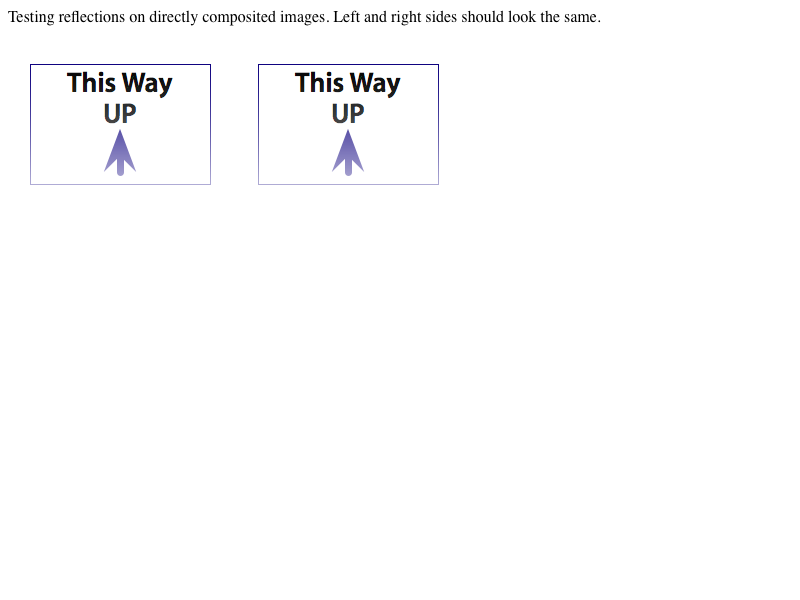 Testing reflections on directly composited images. Left and right sides should look the same.
This Way
UP
This Way
UP